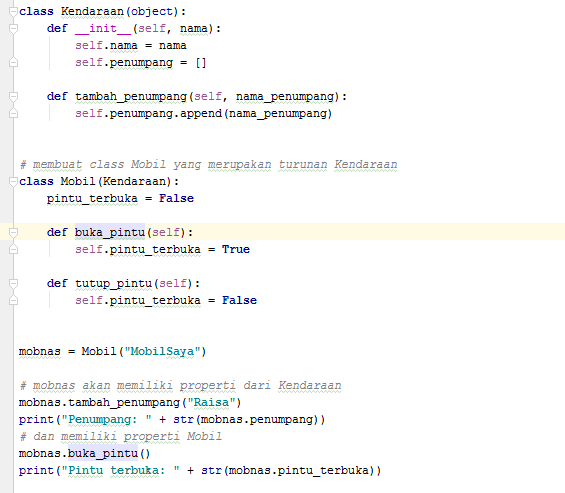 class Kendaraan(object):
    def __init__(self, nama):
        self.nama = nama
        self.penumpang = []

    def tambah_penumpang(self, nama_penumpang):
        self.penumpang.append(nama_penumpang)


# membuat class Mobil yang merupakan turunan Kendaraan
class Mobil(Kendaraan):
    pintu_terbuka = False

    def buka_pintu(self):
        self.pintu_terbuka = True

    def tutup_pintu(self):
        self.pintu_terbuka = False


mobnas = Mobil("MobilSaya")

# mobnas akan memiliki properti dari Kendaraan
mobnas.tambah_penumpang("Raisa")
print("Penumpang: " + str(mobnas.penumpang))
# dan memiliki properti Mobil
mobnas.buka_pintu()
print("Pintu terbuka: " + str(mobnas.pintu_terbuka))